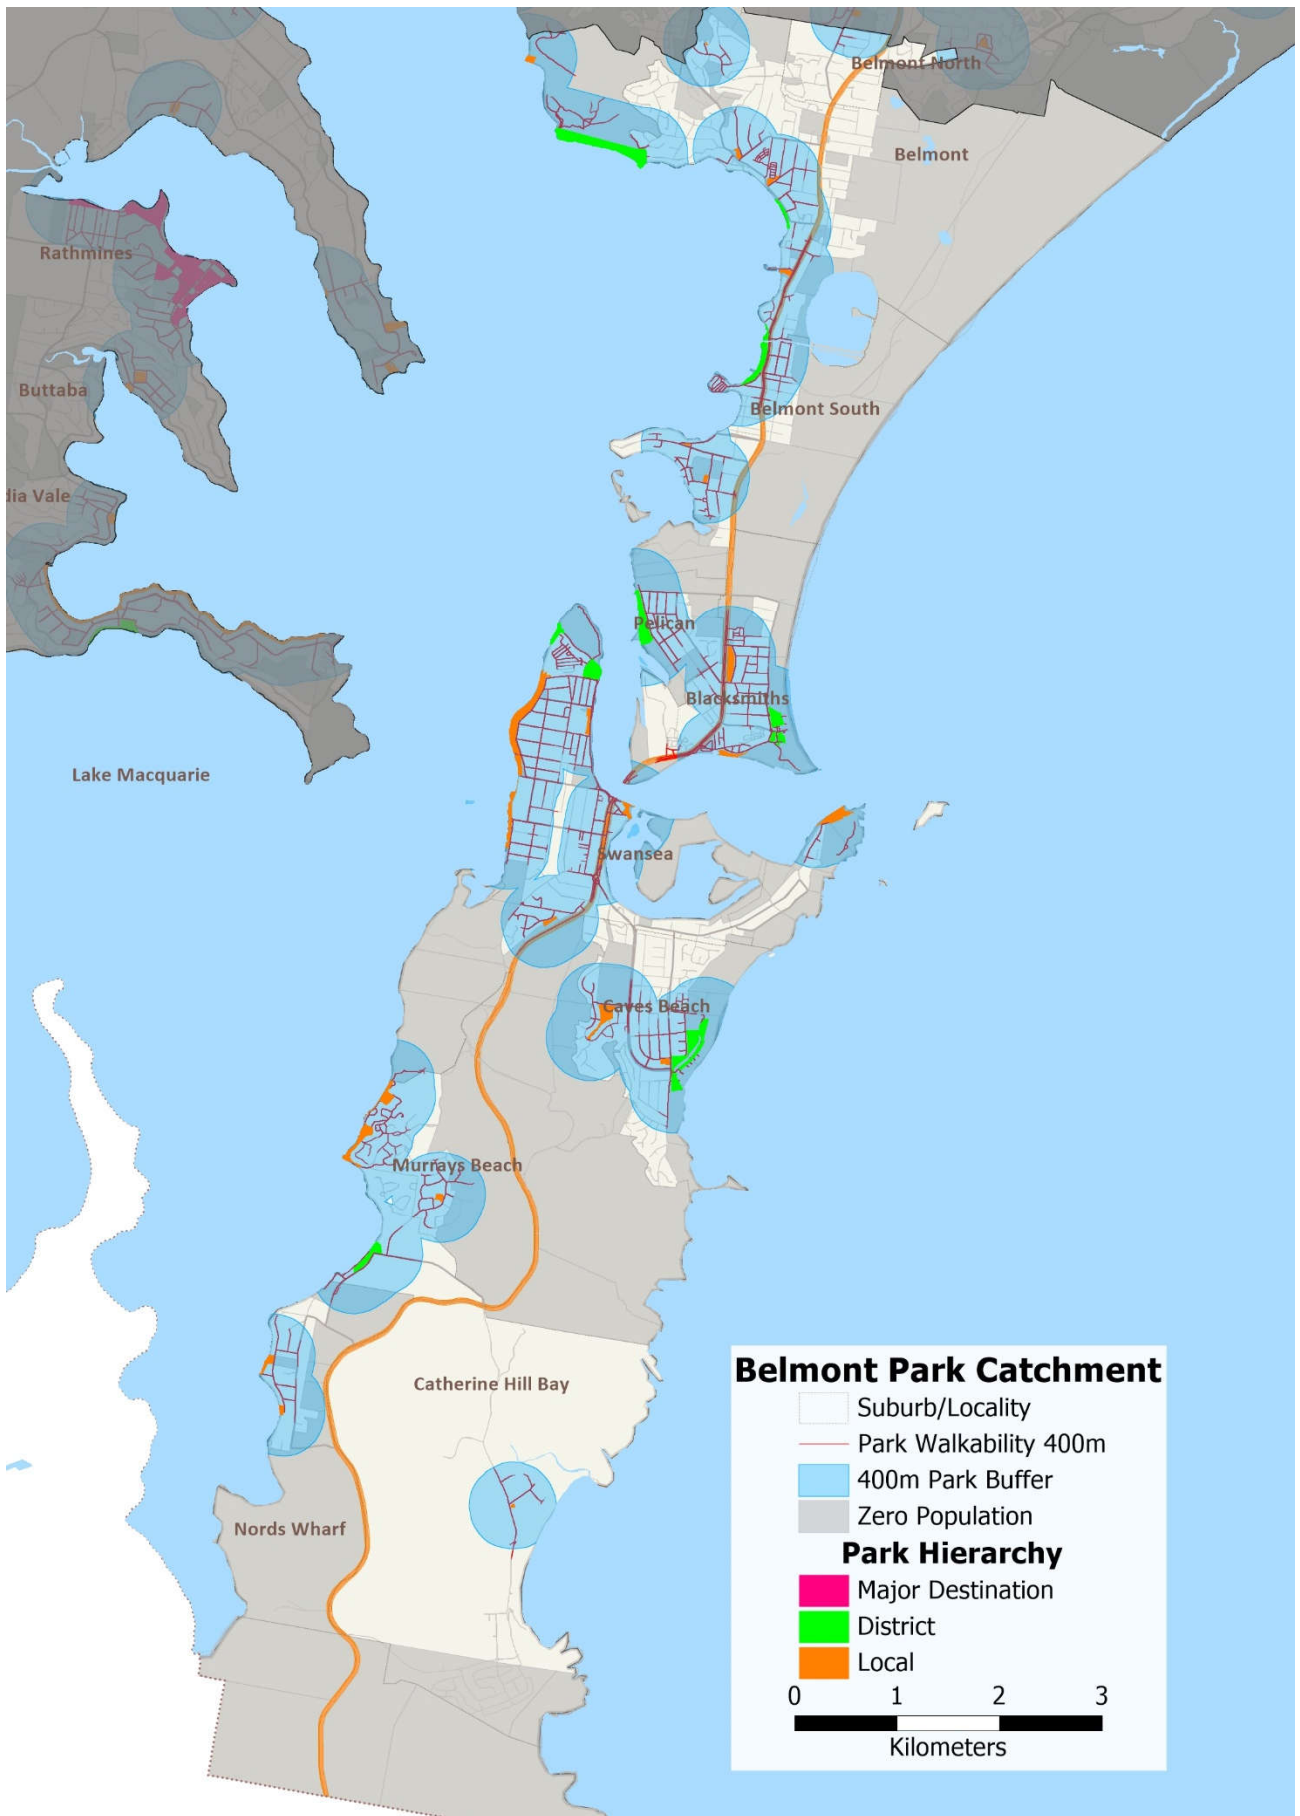 Belmont North
Belmont
Rathmines
Buttaba
Belmont South
dia Vale
Pelican
Blacksmiths
Lake Macquarie
Swansea
Caves Beach
Murrays Beach
Catherine Hill Bay
Nords Wharf
Belmont Park Catchment
Suburb/Locality
Park Walkability 400m
400m Park Buffer
Zero Population
Park Hierarchy
Major Destination
District
Local
0 1 2 3
Kilometers